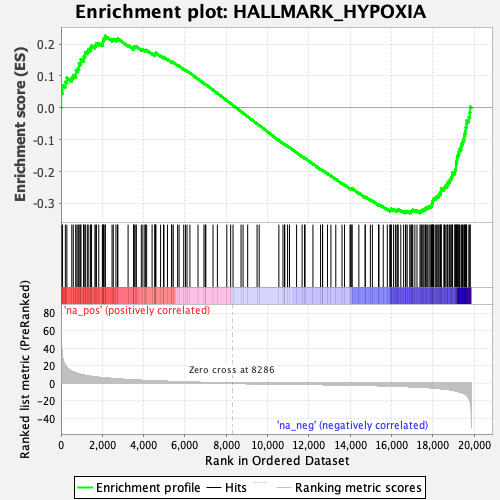 Enrichment plot: HALLMARK_HYPOXIA
Enrichment score (ES)
0.2
0.1
0.0
-0.1
-0.2
-0.3
Ranked list metric (PreRanked)
80
60
40
20
0
-20
-40
'na_pos' (positively correlated)
Zero cross at 8286
'na_neg' (negatively correlated)
0
2,000
4,000
6,000
8,000
10,000
12,000
14,000
16,000
18,000
20,000
Rank in Ordered Dataset
Enrichment profile
Hits
Ranking metric scores